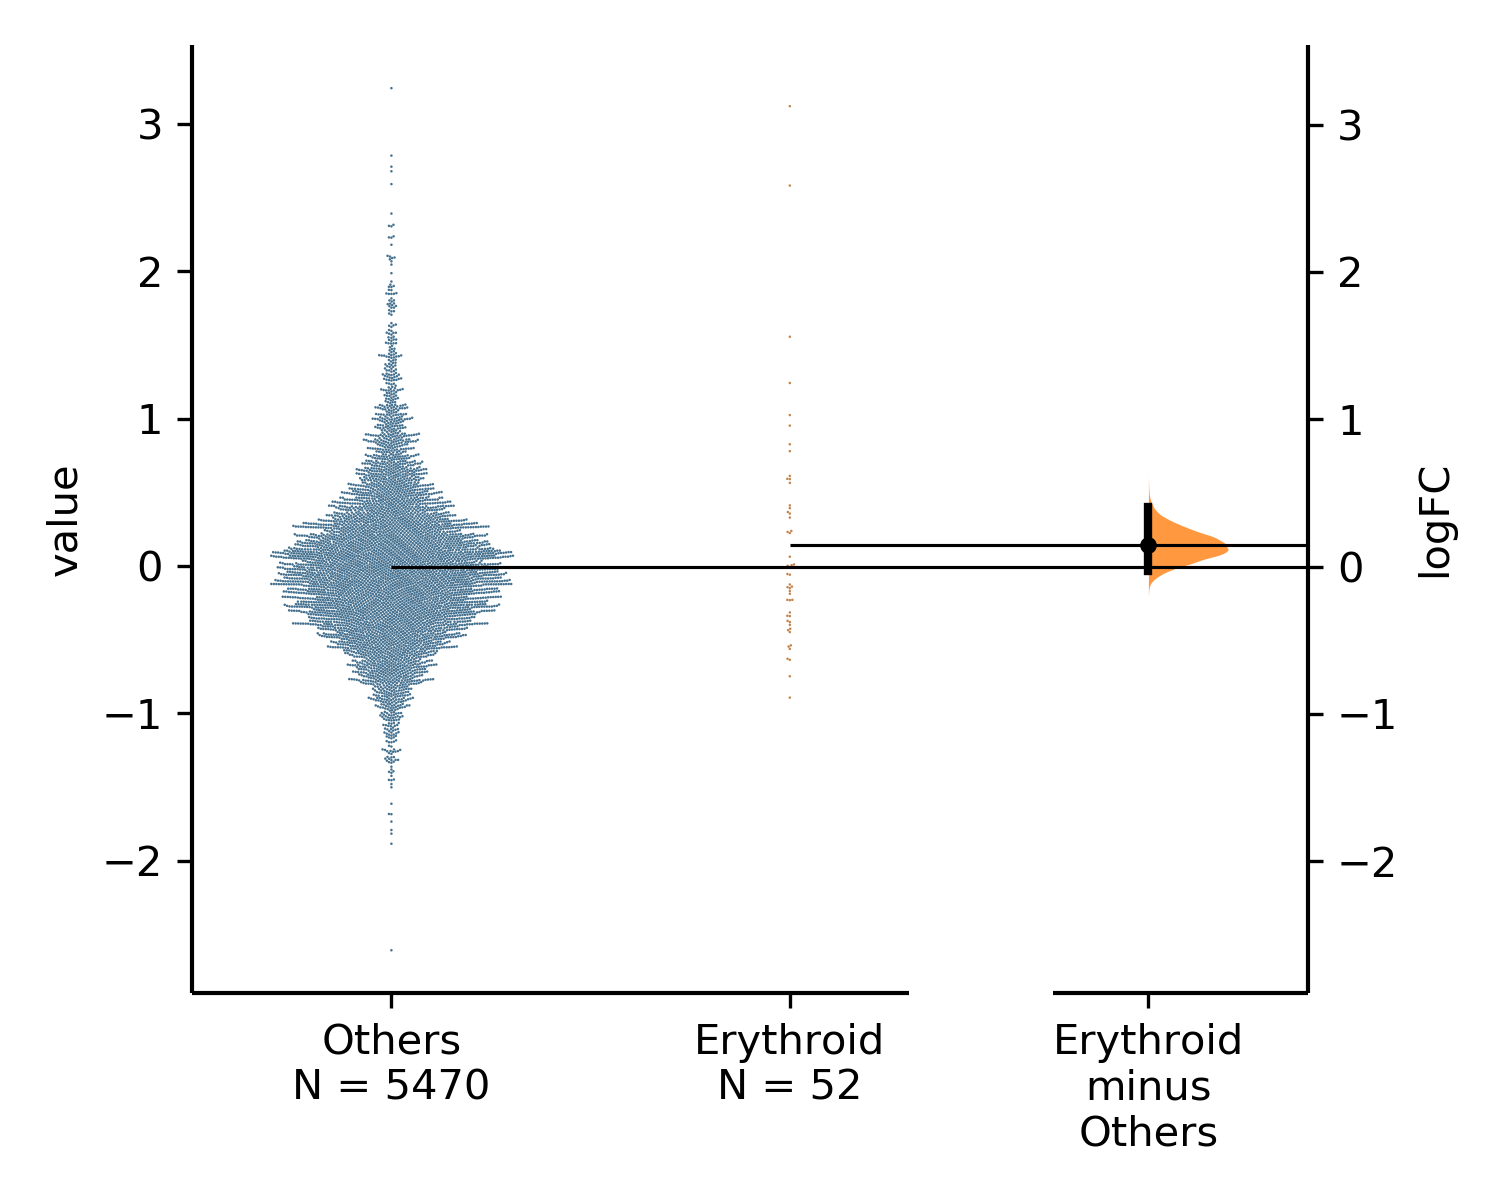 value
3
2
1
0
−1
−2
3
2
1
0
−1
−2
logFC
Others
N = 5470
Erythroid
N = 52
Erythroid
minus
Others